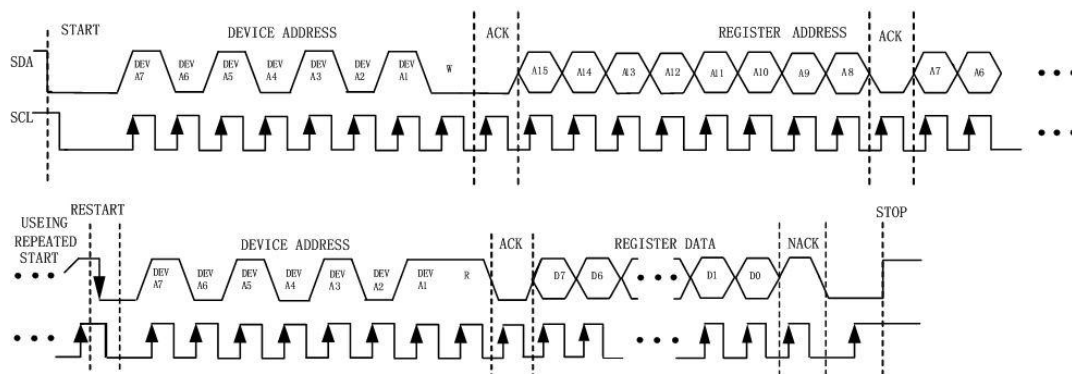 START DEVICE ADDRESS ACK REGISTER ADDRESS ACK
SDA
DEV A7 DEV A6 DEV A5 DEV A4 DEV A3 DEV A2 DEV A1 W A15 A14 A13 A12 A11 A10 A9 A8 A7 A6
SCL
RESTART STOP
USEING REPEATED START
DEVICE ADDRESS ACK REGISTER DATA NACK
DEV A7 DEV A6 DEV A5 DEV A4 DEV A3 DEV A2 DEV A1 R D7 D6 D1 D0